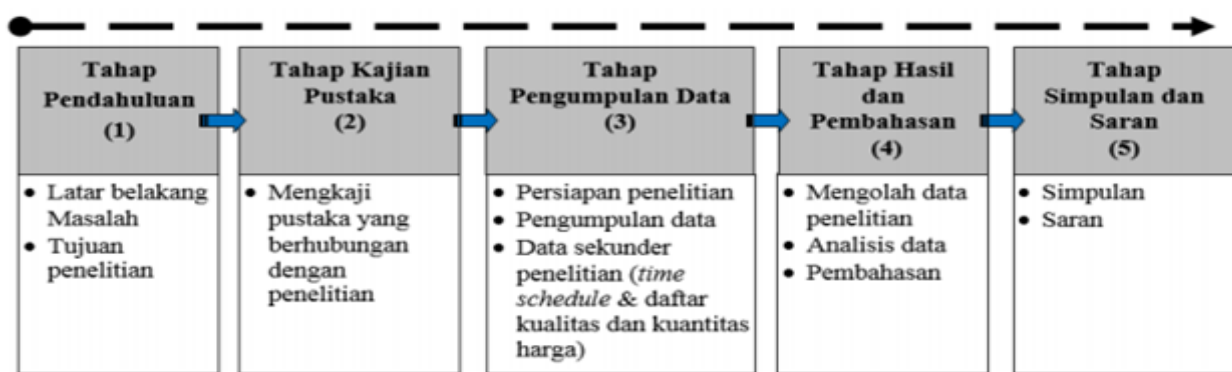 Tahap
Pendahuluan
(1)
• Latar belakang
Masalah
• Tujuan
penelitian
Tahap Kajian
Pustaka
(2)
• Mengkaji
pustaka yang
berhubungan
dengan
penelitian
Tahap
Pengumpulan Data
(3)
• Persiapan penelitian
• Pengumpulan data
• Data sekunder
penelitian (time
schedule & daftar
kualitas dan kuantitas
harga)
Tahap Hasil
dan
Pembahasan
(4)
• Mengolah data
penelitian
• Analisis data
• Pembahasan
Tahap
Simpulan dan
Saran
(5)
• Simpulan
• Saran